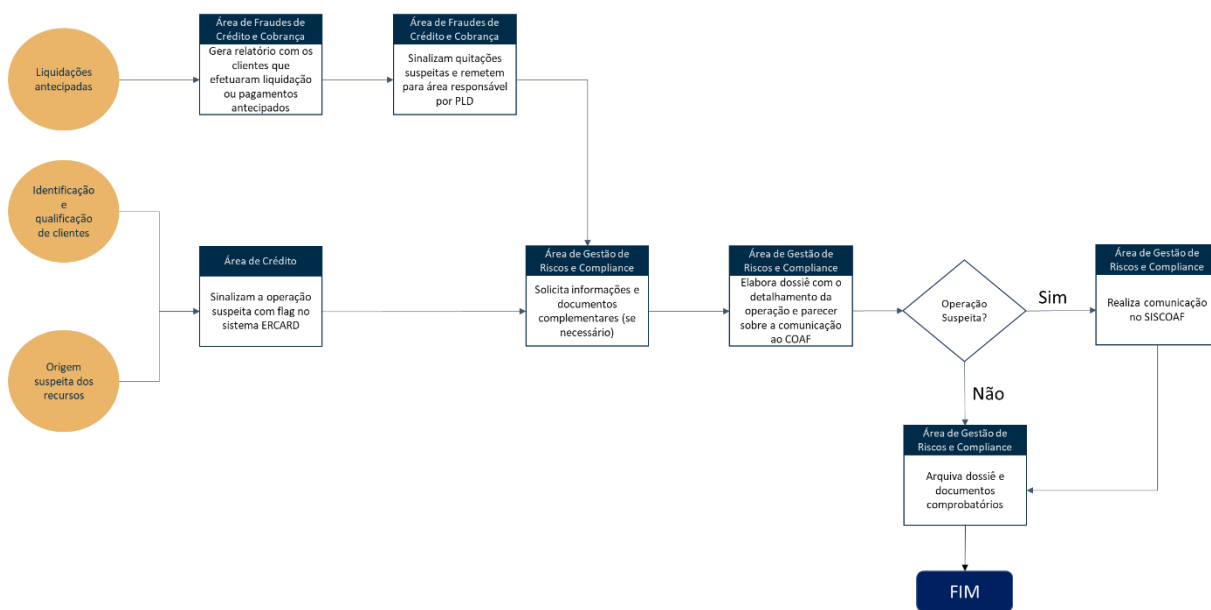 Liquidações
antecipadas
Área de Fraudes de
Crédito e Cobrança
Gera relatório com os
clientes que
efetuaram liquidação
ou pagamentos
antecipados
Área de Fraudes de
Crédito e Cobrança
Sinalizam quitações
suspeitas e remetem
para área responsável
por PLD
Identificação
e
qualificação
de clientes
Origem
suspeita dos
recursos
Área de Crédito
Sinalizam a operação
suspeita com flag no
sistema ERCARD
Área de Gestão de
Riscos e Compliance
Solicita informações e
documentos
complementares (se
necessário)
Área de Gestão de
Riscos e Compliance
Elabora dossiê com o
detalhamento da
operação e parecer
sobre a comunicação
ao COAF
Operação
Suspeita?
Sim
Área de Gestão de
Riscos e Compliance
Realiza comunicação
no SISCOAF
Não
Área de Gestão de
Riscos e Compliance
Arquiva dossiê e
documentos
comprobatórios
FIM